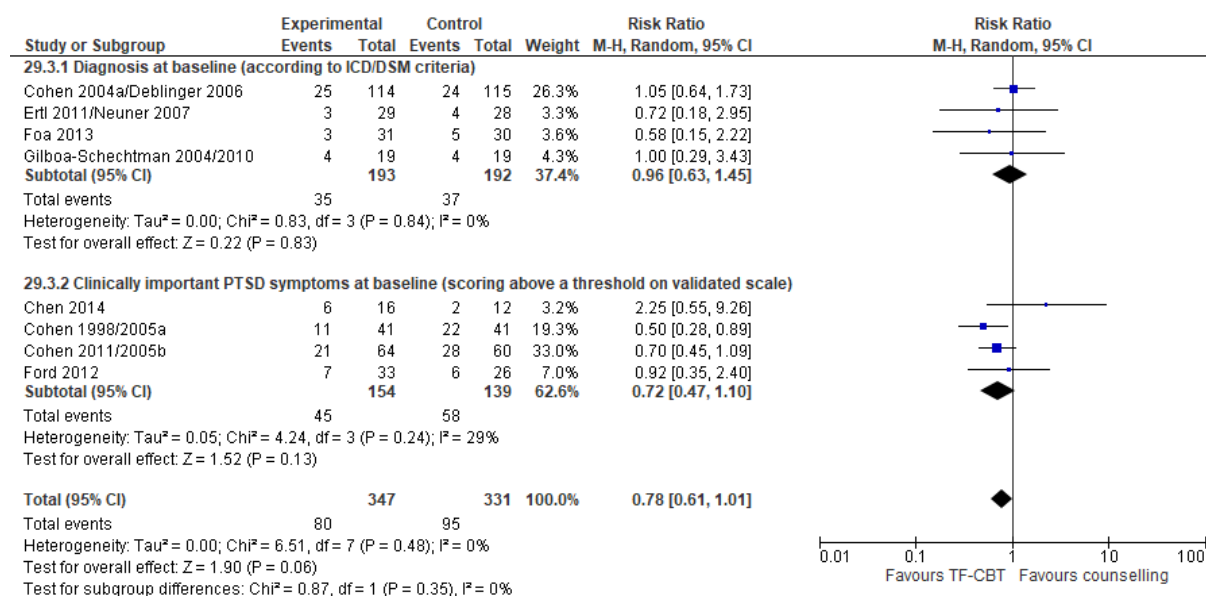 Experimental Control Risk Ratio Risk Ratio
Study or Subgroup Events Total Events Total Weight M-H, Random, 95% CI M-H, Random, 95% CI
29.3.1 Diagnosis at baseline (according to ICD/DSM criteria)
Cohen 2004a/Deblinger 2006 25 114 24 115 26.3% 1.05 [0.64, 1.73]
Ertl 2011/Neuner 2007 3 29 4 28 3.3% 0.72 [0.18, 2.95]
Foa 2013 3 31 5 30 3.6% 0.58 [0.15, 2.22]
Gilboa-Schechtman 2004/2010 4 19 4 19 4.3% 1.00 [0.29, 3.43]
Subtotal (95% CI) 193 192 37.4% 0.96 [0.63, 1.45]
Total events 35 37
Heterogeneity: Tau² = 0.00; Chi² = 0.83, df = 3 (P = 0.84); I² = 0%
Test for overall effect: Z = 0.22 (P = 0.83)
29.3.2 Clinically important PTSD symptoms at baseline (scoring above a threshold on validated scale)
Chen 2014 6 16 2 12 3.2% 2.25 [0.55, 9.26]
Cohen 1998/2005a 11 41 22 41 19.3% 0.50 [0.28, 0.89]
Cohen 2011/2005b 21 64 28 60 33.0% 0.70 [0.45, 1.09]
Ford 2012 7 33 6 26 7.0% 0.92 [0.35, 2.40]
Subtotal (95% CI) 154 139 62.6% 0.72 [0.47, 1.10]
Total events 45 58
Heterogeneity: Tau² = 0.05; Chi² = 4.24, df = 3 (P = 0.24); I² = 29%
Test for overall effect: Z = 1.52 (P = 0.13)
Total (95% CI) 347 331 100.0% 0.78 [0.61, 1.01]
Total events 80 95
Heterogeneity: Tau² = 0.00; Chi² = 6.51, df = 7 (P = 0.48); I² = 0%
Test for overall effect: Z = 1.90 (P = 0.06)
Test for subgroup differences: Chi² = 0.87, df = 1 (P = 0.35), I² = 0%
0.01 0.1 1 10 100
Favours TF-CBT Favours counselling